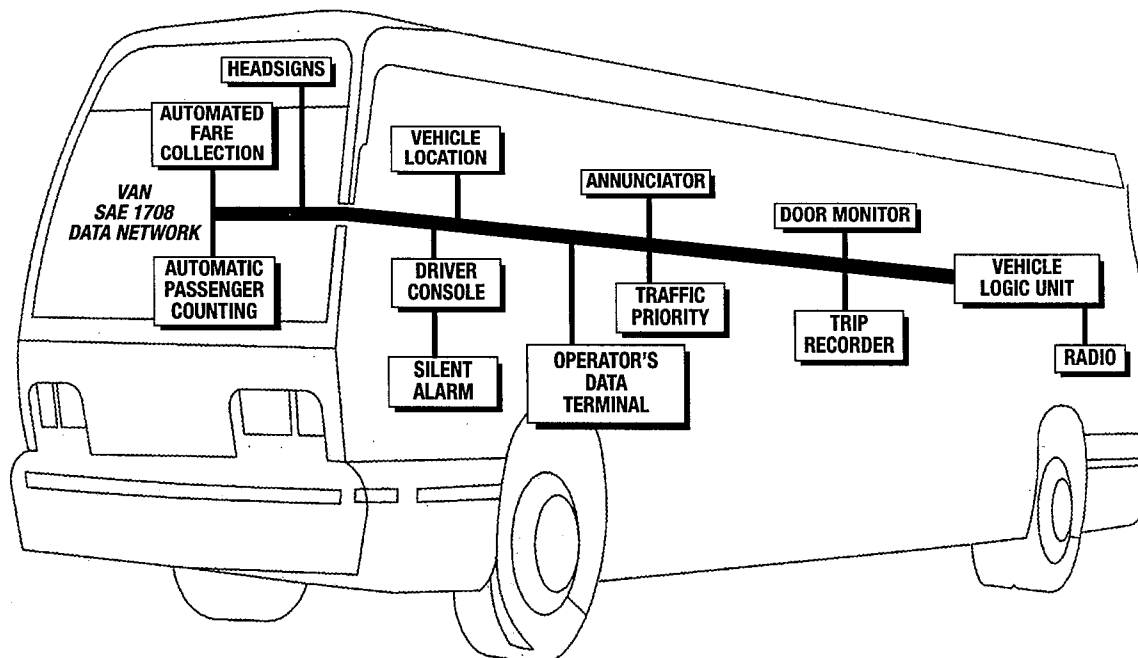 HEADSIGNS
AUTOMATED
FARE
COLLECTION
VEHICLE
LOCATION
ANNUNCIATOR
VAN
SAE 1708
DATA NETWORK
DOOR MONITOR
AUTOMATIC
PASSENGER
COUNTING
DRIVER
CONSOLE
TRAFFIC
PRIORITY
VEHICLE
LOGIC UNIT
TRIP
RECORDER
SILENT
ALARM
OPERATOR'S
DATA
TERMINAL
RADIO